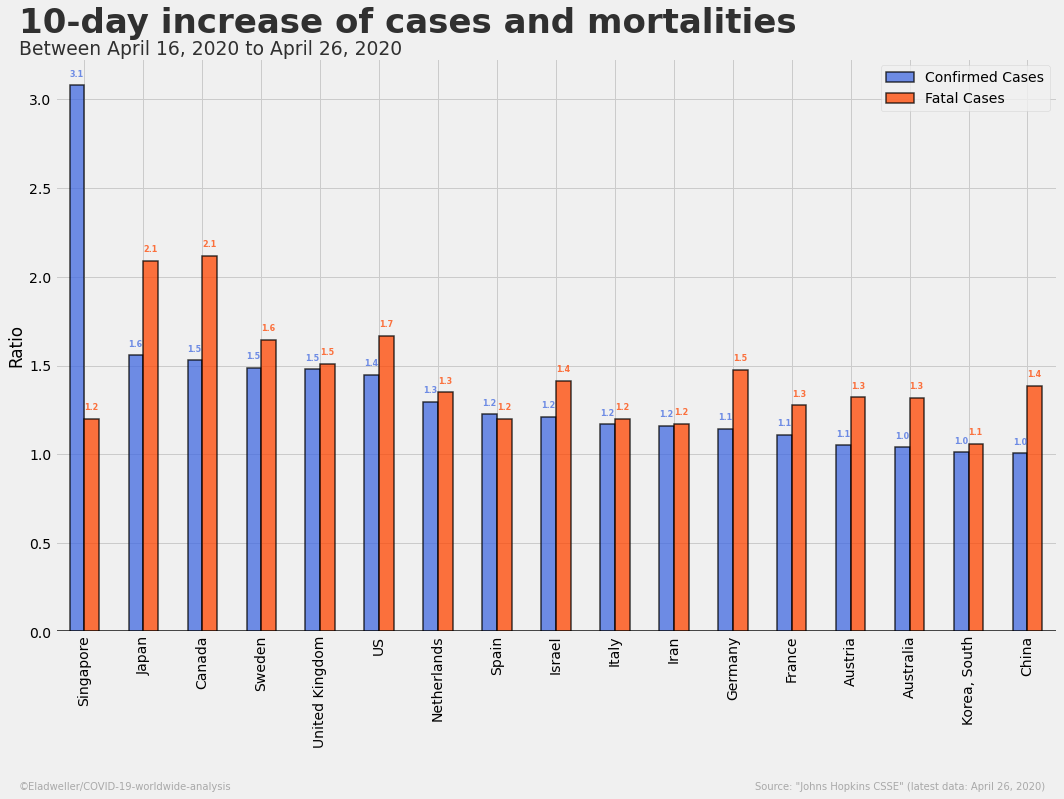 10-day increase of cases and mortalities
Between April 16, 2020 to April 26, 2020
Confirmed Cases
Fatal Cases
Ratio
3.0
2.5
2.0
1.5
1.0
0.5
0.0
3.1 1.2 1.6 2.1 1.5 2.1 1.5 1.6 1.5 1.5 1.4 1.7 1.3 1.3 1.2 1.2 1.2 1.4 1.2 1.2 1.2 1.2 1.1 1.5 1.1 1.3 1.1 1.3 1.0 1.3 1.0 1.1 1.0 1.4
Singapore
Japan
Canada
Sweden
United Kingdom
US
Netherlands
Spain
Israel
Italy
Iran
Germany
France
Austria
Australia
Korea, South
China
©Eladweller/COVID-19-worldwide-analysis
Source: "Johns Hopkins CSSE" (latest data: April 26, 2020)